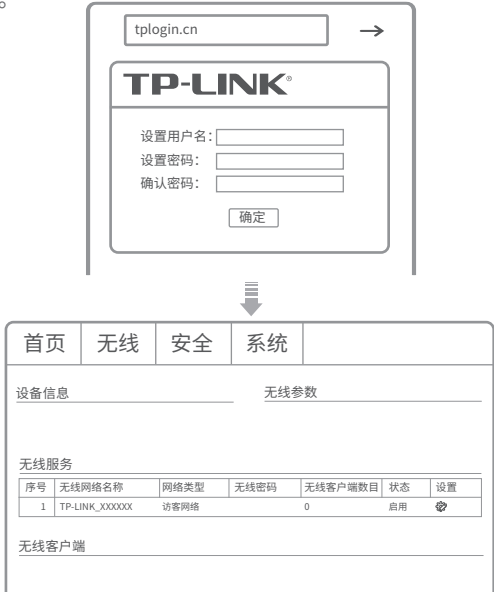 。
tplogin.cn
TP-LINK®
设置用户名：
设置密码：
确认密码：
确定
首页 无线 安全 系统
设备信息 无线参数
无线服务
序号 无线网络名称 网络类型 无线密码 无线客户端数目 状态 设置
1 TP-LINK_XXXXXX 访客网络 0 启用
无线客户端